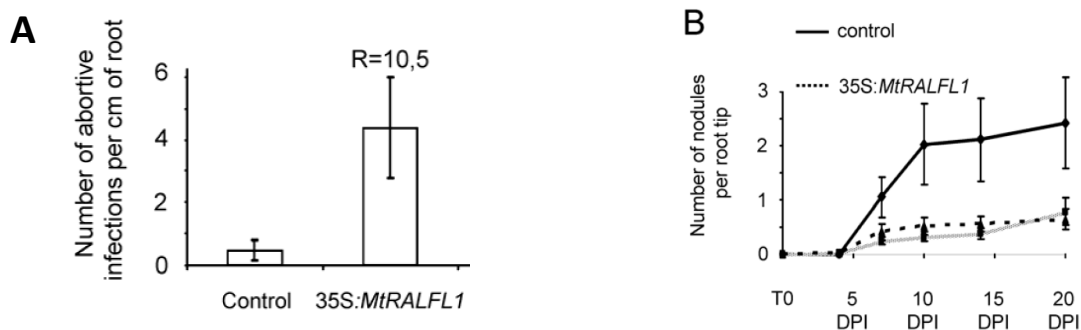 A
Number of abortive
infections per cm of root
6
4
2
0
R=10,5
Control
35S:MtRALFL1
B
control
35S:MtRALFL1
Number of nodules
per root tip
3
2
1
0
T0
5
DPI
10
DPI
15
DPI
20
DPI